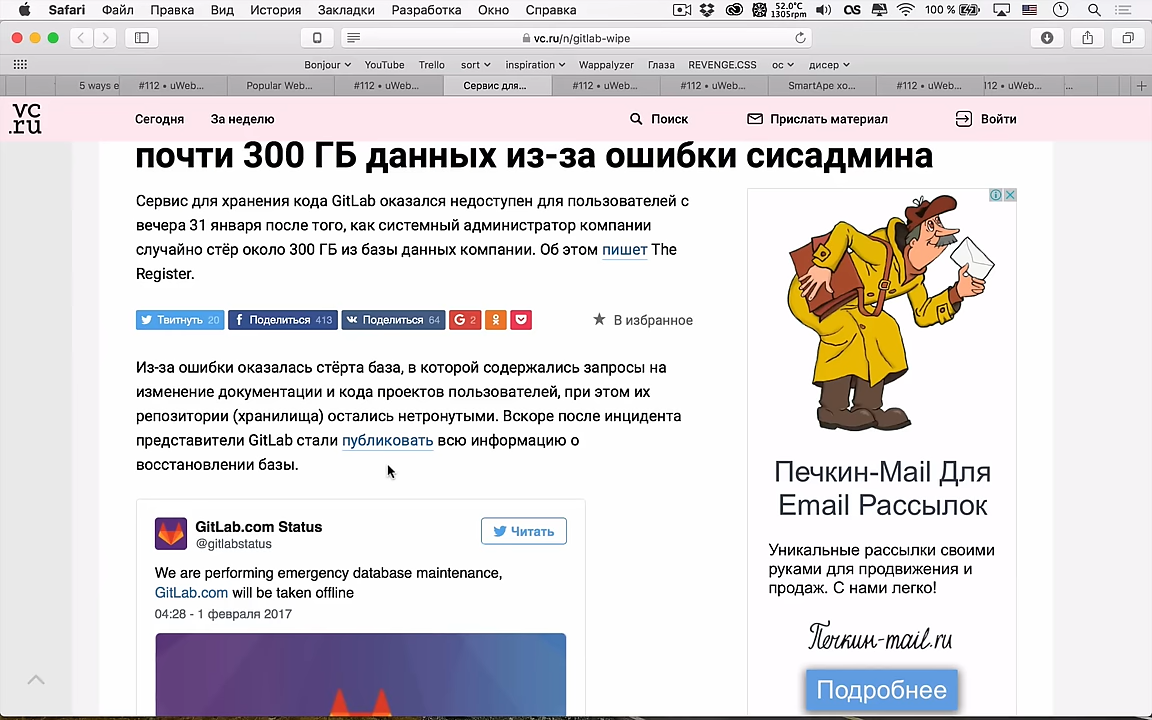 Safari Файл Правка Вид История Закладки Разработка Окно Справка 52.0°C 1305rpm 100 %
vc.ru/n/gitlab-wipe
Bonjour YouTube Trello sort inspiration Wappalyzer Глаза REVENGE.CSS ос дисер
5 ways e #112 • uWeb... Popular Web... #112 • uWeb... Сервис для... #112 • uWeb... #112 • uWeb... SmartApe хо... #112 • uWeb... 112 • uWeb... ...
vc
.ru
Сегодня За неделю Поиск Прислать материал Войти
почти 300 ГБ данных из-за ошибки сисадмина
Сервис для хранения кода GitLab оказался недоступен для пользователей с
вечера 31 января после того, как системный администратор компании
случайно стёр около 300 ГБ из базы данных компании. Об этом пишет The
Register.
Твитнуть 20 Поделиться 413 Поделиться 64 G 2 В избранное
Из-за ошибки оказалась стёрта база, в которой содержались запросы на
изменение документации и кода проектов пользователей, при этом их
репозитории (хранилища) остались нетронутыми. Вскоре после инцидента
представители GitLab стали публиковать всю информацию о
восстановлении базы.
GitLab.com Status
@gitlabstatus
Читать
We are performing emergency database maintenance,
GitLab.com will be taken offline
04:28 - 1 февраля 2017
Печкин-Mail Для
Email Рассылок
Уникальные рассылки своими
руками для продвижения и
продаж. С нами легко!
Печкин-mail.ru
Подробнее